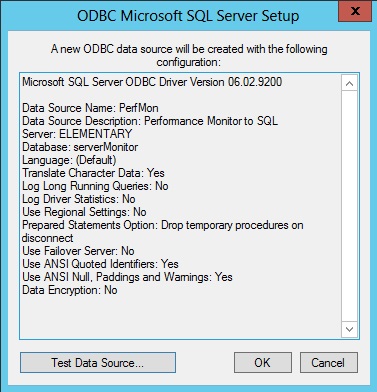 ODBC Microsoft SQL Server Setup
x
A new ODBC data source will be created with the following
configuration:
Microsoft SQL Server ODBC Driver Version 06.02.9200
Data Source Name: PerfMon
Data Source Description: Performance Monitor to SQL
Server: ELEMENTARY
Database: serverMonitor
Language: (Default)
Translate Character Data: Yes
Log Long Running Queries: No
Log Driver Statistics: No
Use Regional Settings: No
Prepared Statements Option: Drop temporary procedures on
disconnect
Use Failover Server: No
Use ANSI Quoted Identifiers: Yes
Use ANSI Null, Paddings and Warnings: Yes
Data Encryption: No
Test Data Source...
OK
Cancel